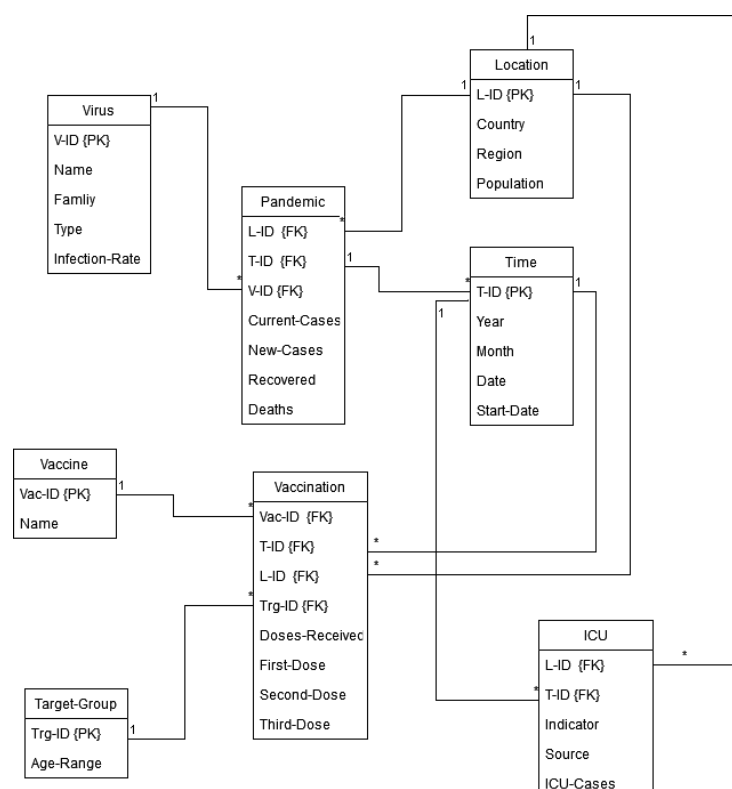 1
Location
L-ID {PK}
Country
Region
Population
1
1
Virus
V-ID {PK}
Name
Famliy
Type
Infection-Rate
1
Pandemic
L-ID {FK}
T-ID {FK}
V-ID {FK}
Current-Cases
New-Cases
Recovered
Deaths
*
1
*
Time
T-ID {PK}
Year
Month
Date
Start-Date
*
1
1
Vaccine
Vac-ID {PK}
Name
1
Vaccination
Vac-ID {FK}
T-ID {FK}
L-ID {FK}
Trg-ID {FK}
Doses-Received
First-Dose
Second-Dose
Third-Dose
*
*
*
*
Target-Group
Trg-ID {PK}
Age-Range
1
ICU
L-ID {FK}
T-ID {FK}
Indicator
Source
ICU-Cases
*
*